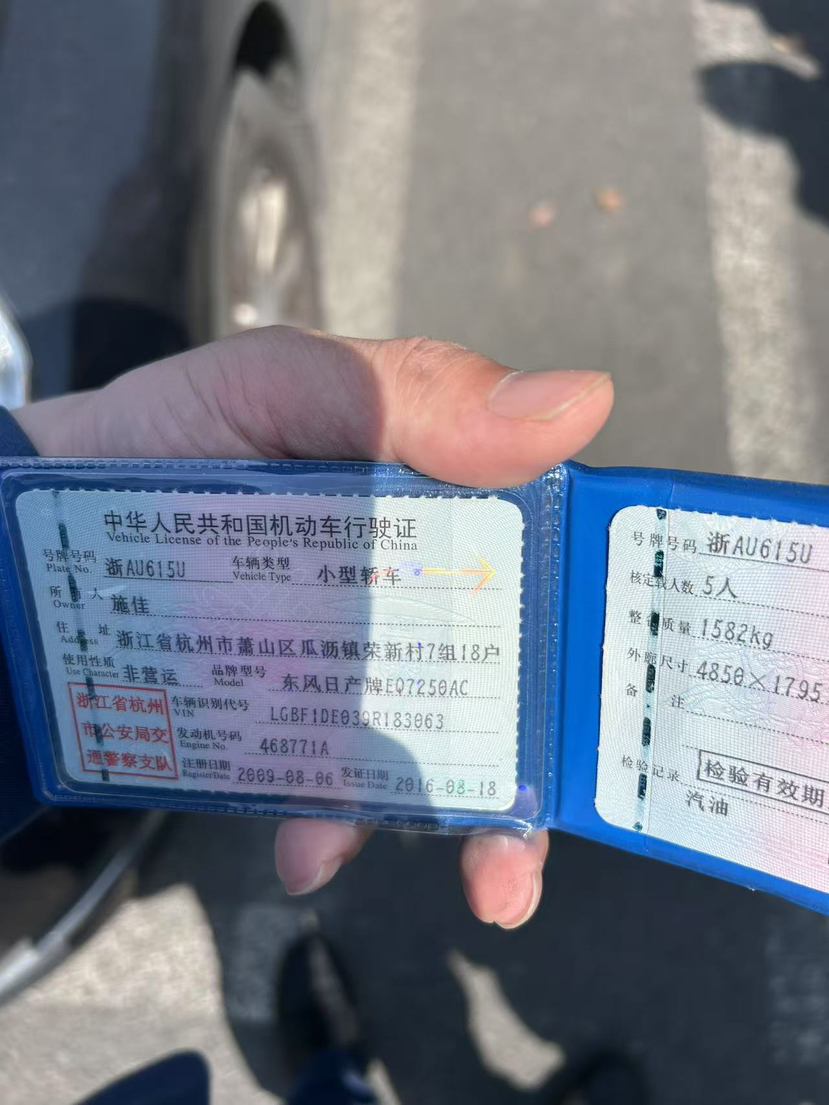 中华人民共和国机动车行驶证
Vehicle License of the People's Republic of China
号牌号码 浙AU615U 车辆类型 小型轿车
Plate No. Vehicle Type
所有人 施佳
Owner
住址 浙江省杭州市萧山区瓜沥镇荣新村7组18户
Address
使用性质 非营运 品牌型号 东风日产牌EQ7250AC
Use Character Model
浙江省杭州
市公安局交
通警察支队
车辆识别代号 LGBF1DE039R183063
VIN
发动机号码 468771A
Engine No.
注册日期 2009-08-06 发证日期 2016-08-18
Register Date Issue Date
号牌号码 浙AU615U
核定载人数 5人
整备质量 1582kg
外廓尺寸 4850×1795
备注
检验记录 检验有效期
汽油